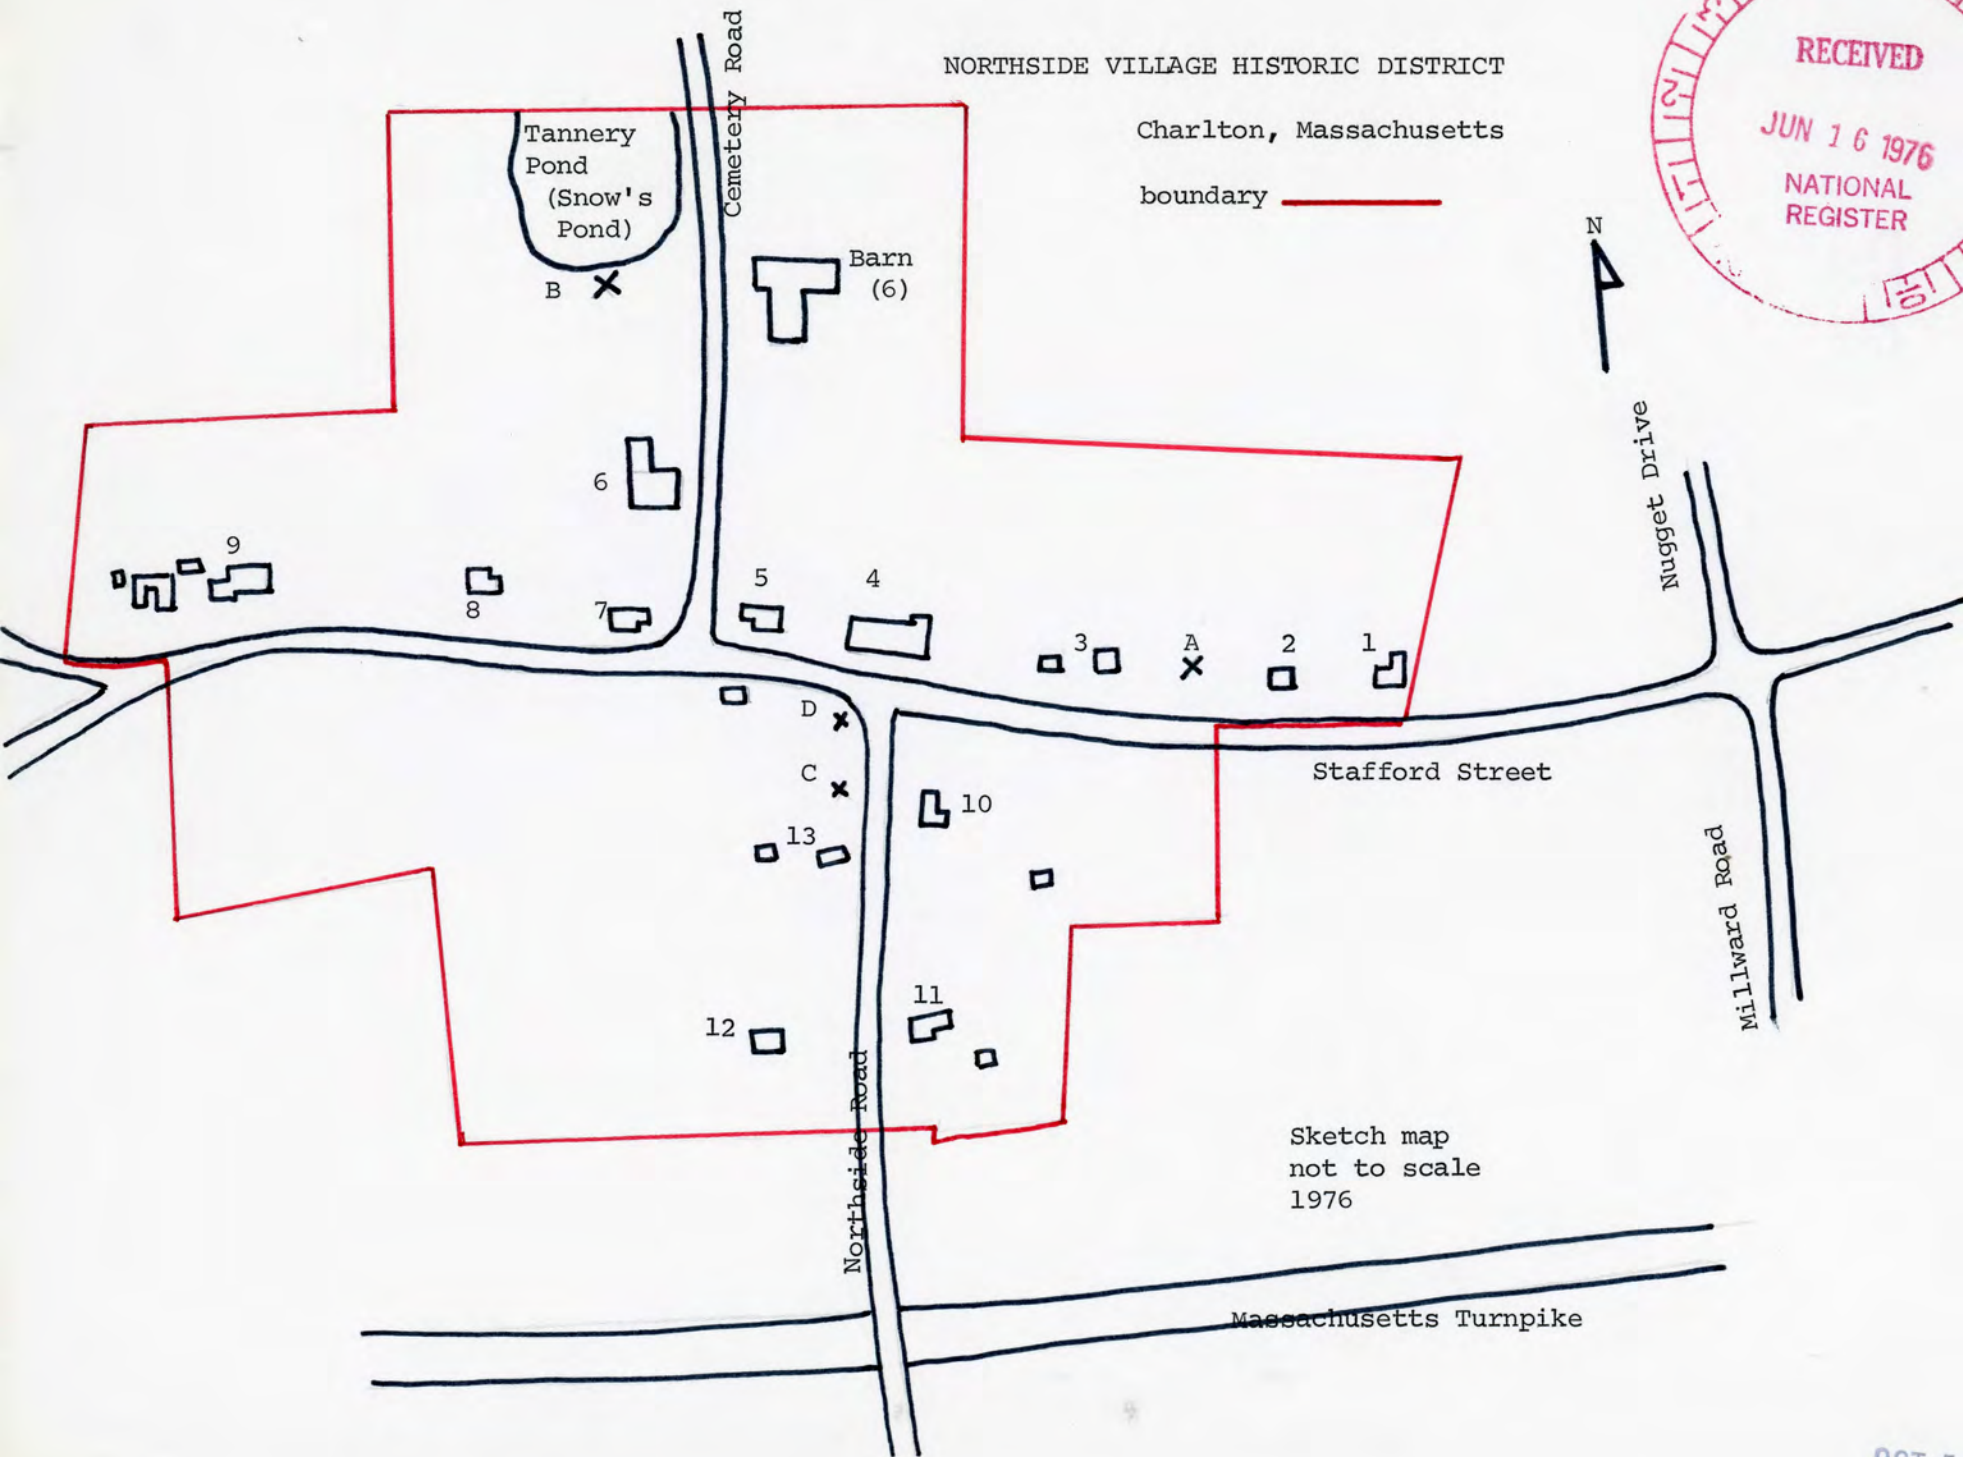 NORTHSIDE VILLAGE HISTORIC DISTRICT
Charlton, Massachusetts
boundary
RECEIVED
JUN 16 1976
NATIONAL
REGISTER
N
Cemetery Road
Tannery
Pond
(Snow's
Pond)
B
Barn
(6)
6
Nugget Drive
9
8
7
5
4
3
A
2
1
D
C
Stafford Street
10
13
Millward Road
11
12
Northside Road
Sketch map
not to scale
1976
Massachusetts Turnpike